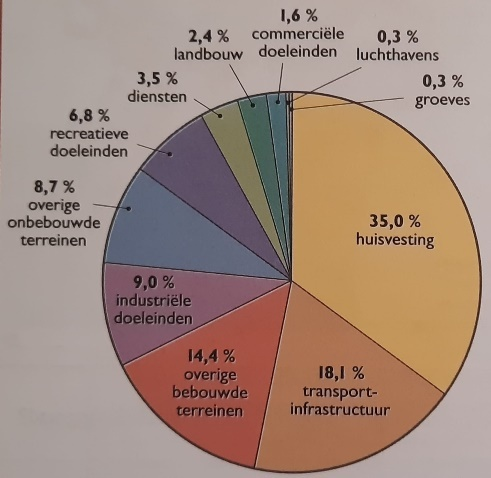 1,6 %
commerciële
doeleinden
0,3 %
luchthavens
0,3 %
groeves
2,4 %
landbouw
3,5 %
diensten
6,8 %
recreatieve
doeleinden
8,7 %
overige
onbebouwde
terreinen
35,0 %
huisvesting
9,0 %
industriële
doeleinden
14,4 %
overige
bebouwde
terreinen
18,1 %
transport-
infrastructuur